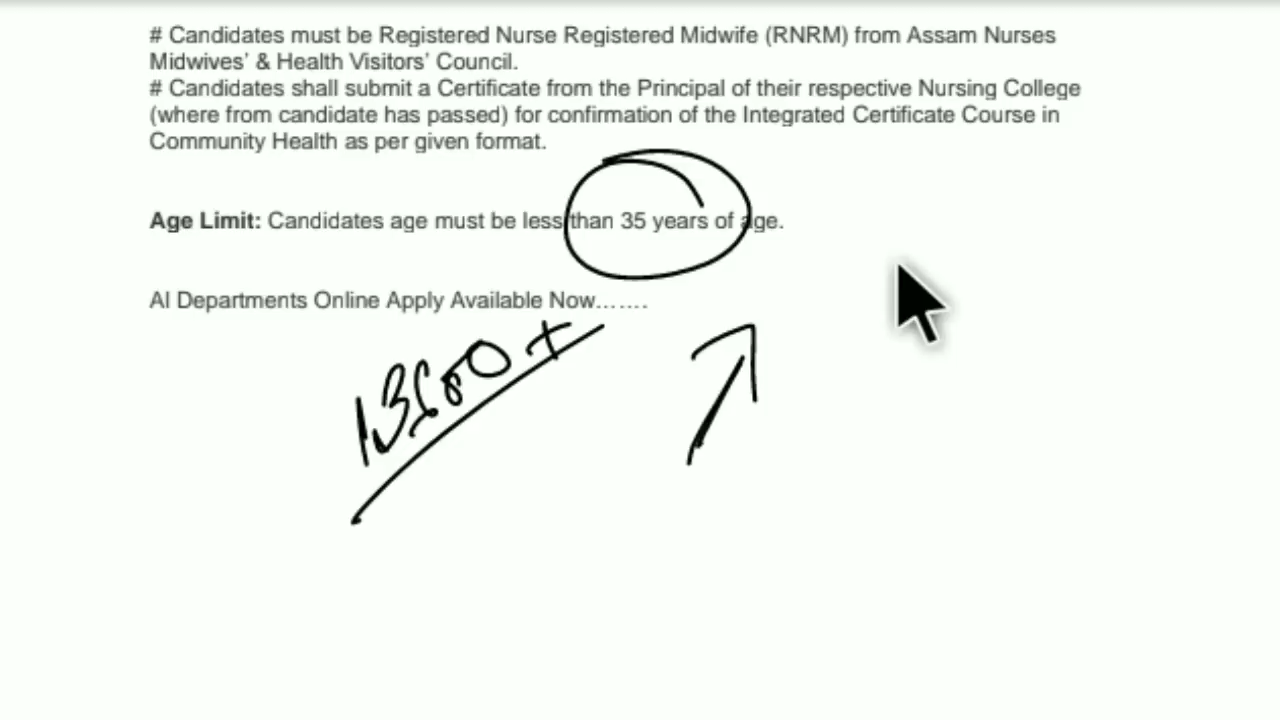 # Candidates must be Registered Nurse Registered Midwife (RNRM) from Assam Nurses
Midwives' & Health Visitors' Council.
# Candidates shall submit a Certificate from the Principal of their respective Nursing College
(where from candidate has passed) for confirmation of the Integrated Certificate Course in
Community Health as per given format.
Age Limit: Candidates age must be less than 35 years of age.
Al Departments Online Apply Available Now.......